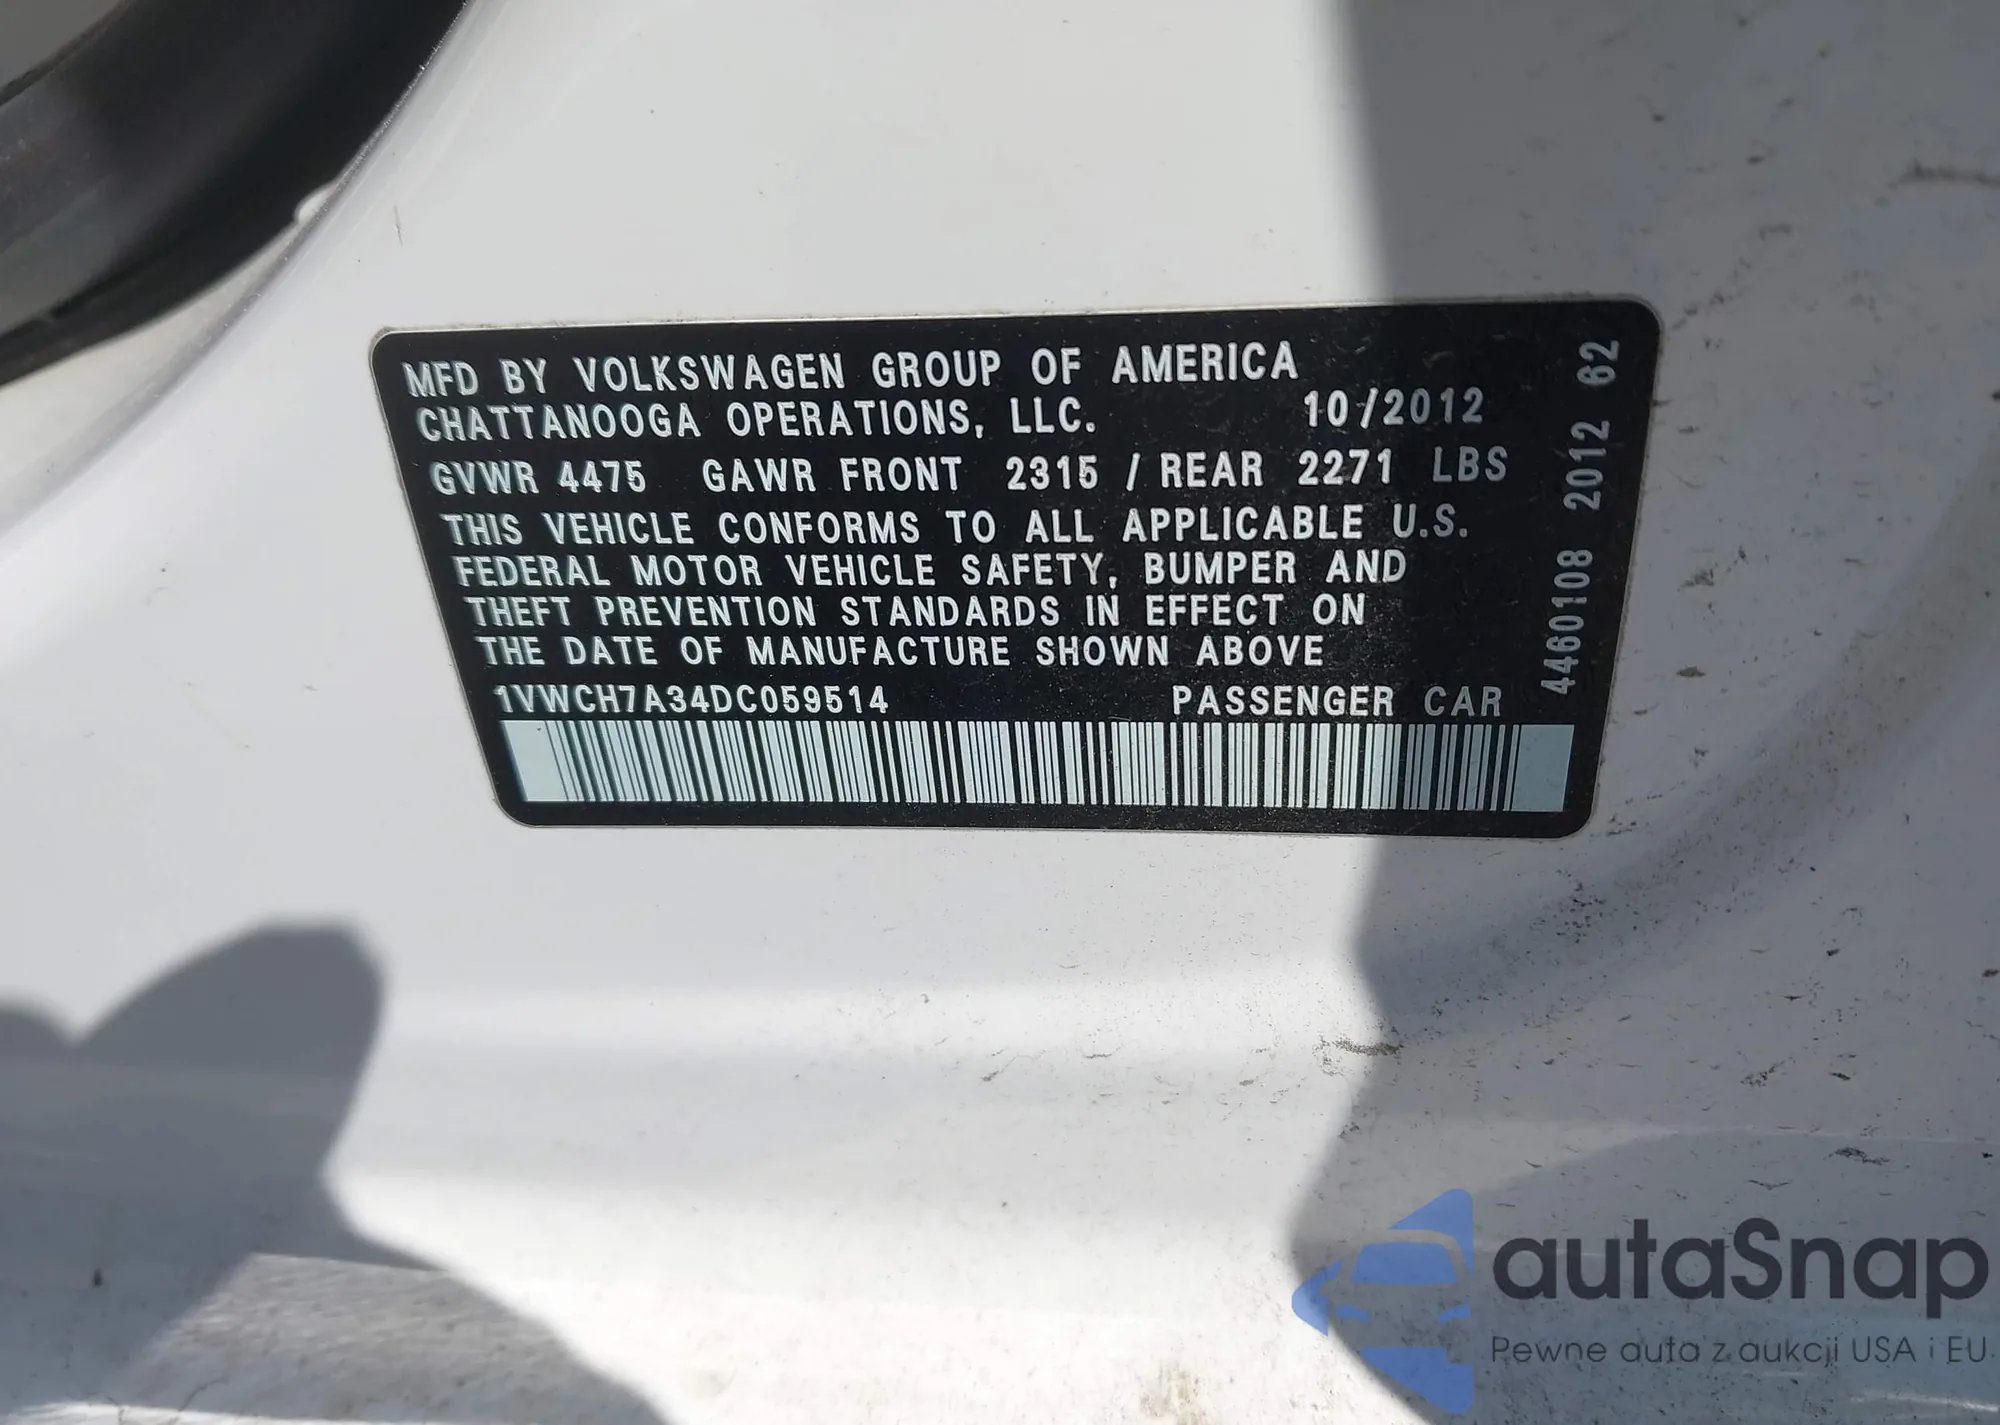 MFD BY VOLKSWAGEN GROUP OF AMERICA
CHATTANOOGA OPERATIONS, LLC. 10/2012
GVWR 4475 GAWR FRONT 2315 / REAR 2271 LBS
THIS VEHICLE CONFORMS TO ALL APPLICABLE U.S.
FEDERAL MOTOR VEHICLE SAFETY, BUMPER AND
THEFT PREVENTION STANDARDS IN EFFECT ON
THE DATE OF MANUFACTURE SHOWN ABOVE
1VWCH7A34DC059514 PASSENGER CAR
4460108 2012 62
autaSnap
Pewne auta z aukcji USA i EU